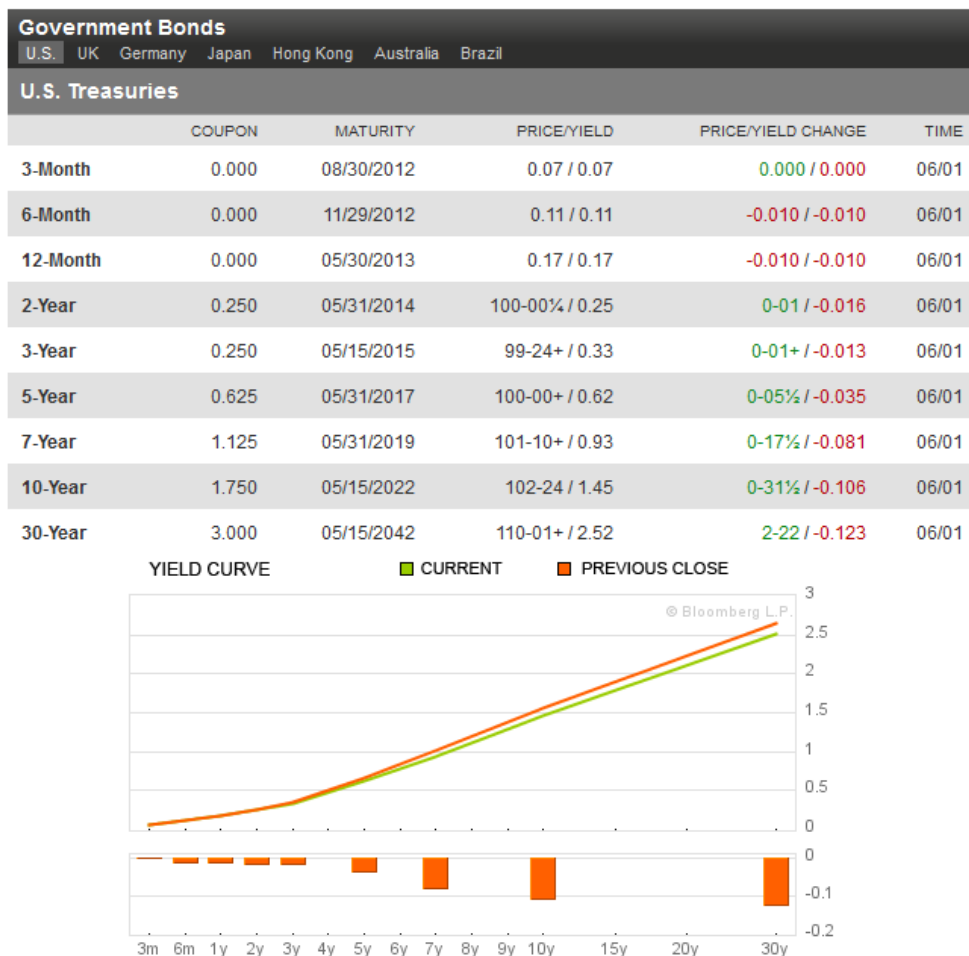 Government Bonds
U.S. UK Germany Japan Hong Kong Australia Brazil
U.S. Treasuries
COUPON MATURITY PRICE/YIELD PRICE/YIELD CHANGE TIME
3-Month 0.000 08/30/2012 0.07 / 0.07 0.000 / 0.000 06/01
6-Month 0.000 11/29/2012 0.11 / 0.11 -0.010 / -0.010 06/01
12-Month 0.000 05/30/2013 0.17 / 0.17 -0.010 / -0.010 06/01
2-Year 0.250 05/31/2014 100-00¼ / 0.25 0-01 / -0.016 06/01
3-Year 0.250 05/15/2015 99-24+ / 0.33 0-01+ / -0.013 06/01
5-Year 0.625 05/31/2017 100-00+ / 0.62 0-05½ / -0.035 06/01
7-Year 1.125 05/31/2019 101-10+ / 0.93 0-17½ / -0.081 06/01
10-Year 1.750 05/15/2022 102-24 / 1.45 0-31½ / -0.106 06/01
30-Year 3.000 05/15/2042 110-01+ / 2.52 2-22 / -0.123 06/01
YIELD CURVE CURRENT PREVIOUS CLOSE
3
© Bloomberg L.P.
2.5
2
1.5
1
0.5
0
0
-0.1
-0.2
3m 6m 1y 2y 3y 4y 5y 6y 7y 8y 9y 10y 15y 20y 30y